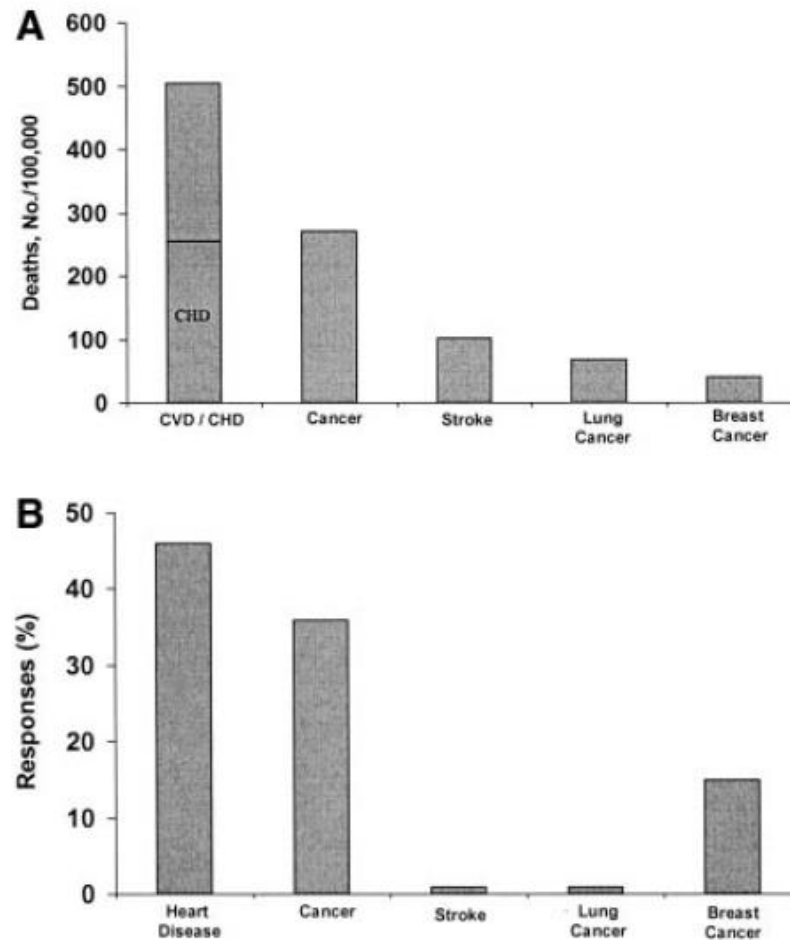 A
600
500
400
300
200
100
0
Deaths, No./100,000
CHD
CVD / CHD
Cancer
Stroke
Lung
Cancer
Breast
Cancer
B
50
40
30
20
10
0
Responses (%)
Heart
Disease
Cancer
Stroke
Lung
Cancer
Breast
Cancer